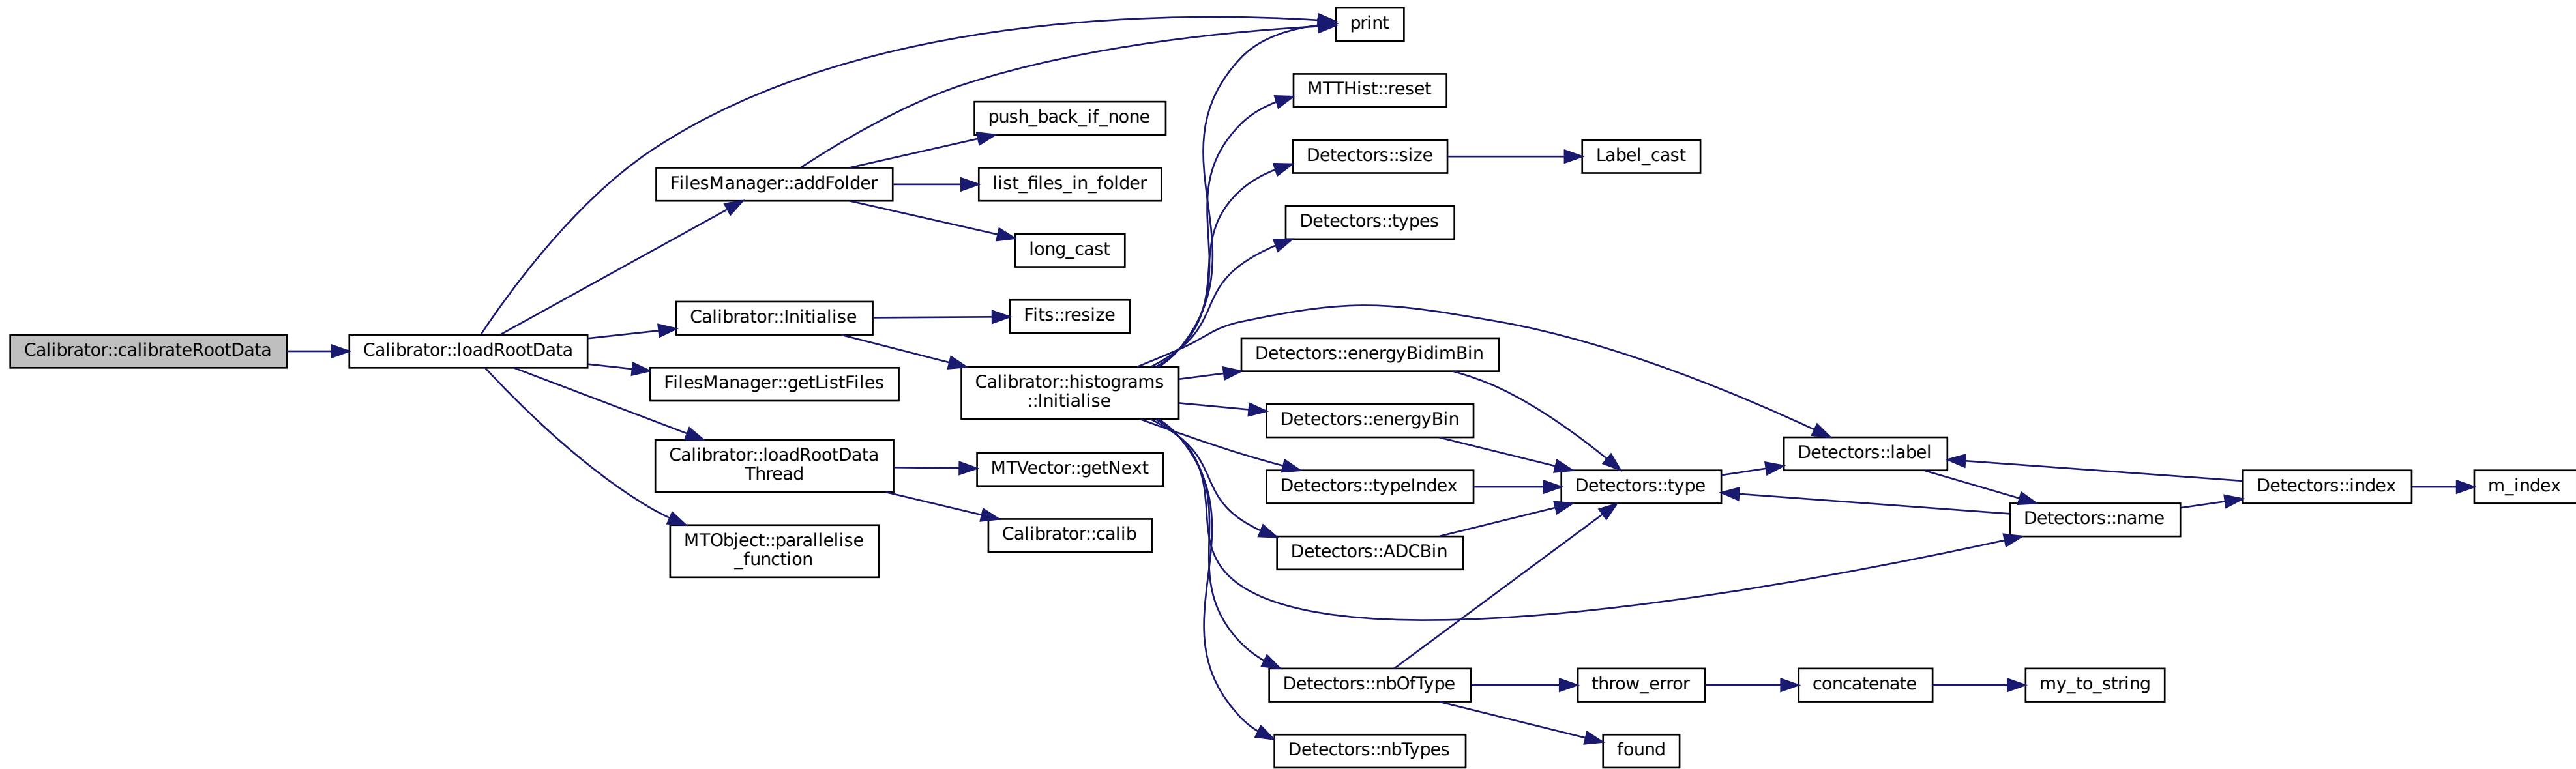 Calibrator::calibrateRootData
Calibrator::loadRootData
print
FilesManager::addFolder
push_back_if_none
list_files_in_folder
long_cast
Calibrator::Initialise
Fits::resize
Calibrator::histograms
::Initialise
MTTHist::reset
Detectors::size
Label_cast
Detectors::types
Detectors::energyBidimBin
Detectors::energyBin
Detectors::typeIndex
Detectors::ADCBin
Detectors::type
Detectors::label
Detectors::name
Detectors::index
m_index
Detectors::nbOfType
throw_error
concatenate
my_to_string
found
Detectors::nbTypes
FilesManager::getListFiles
Calibrator::loadRootData
Thread
MTVector::getNext
Calibrator::calib
MTObject::parallelise
_function